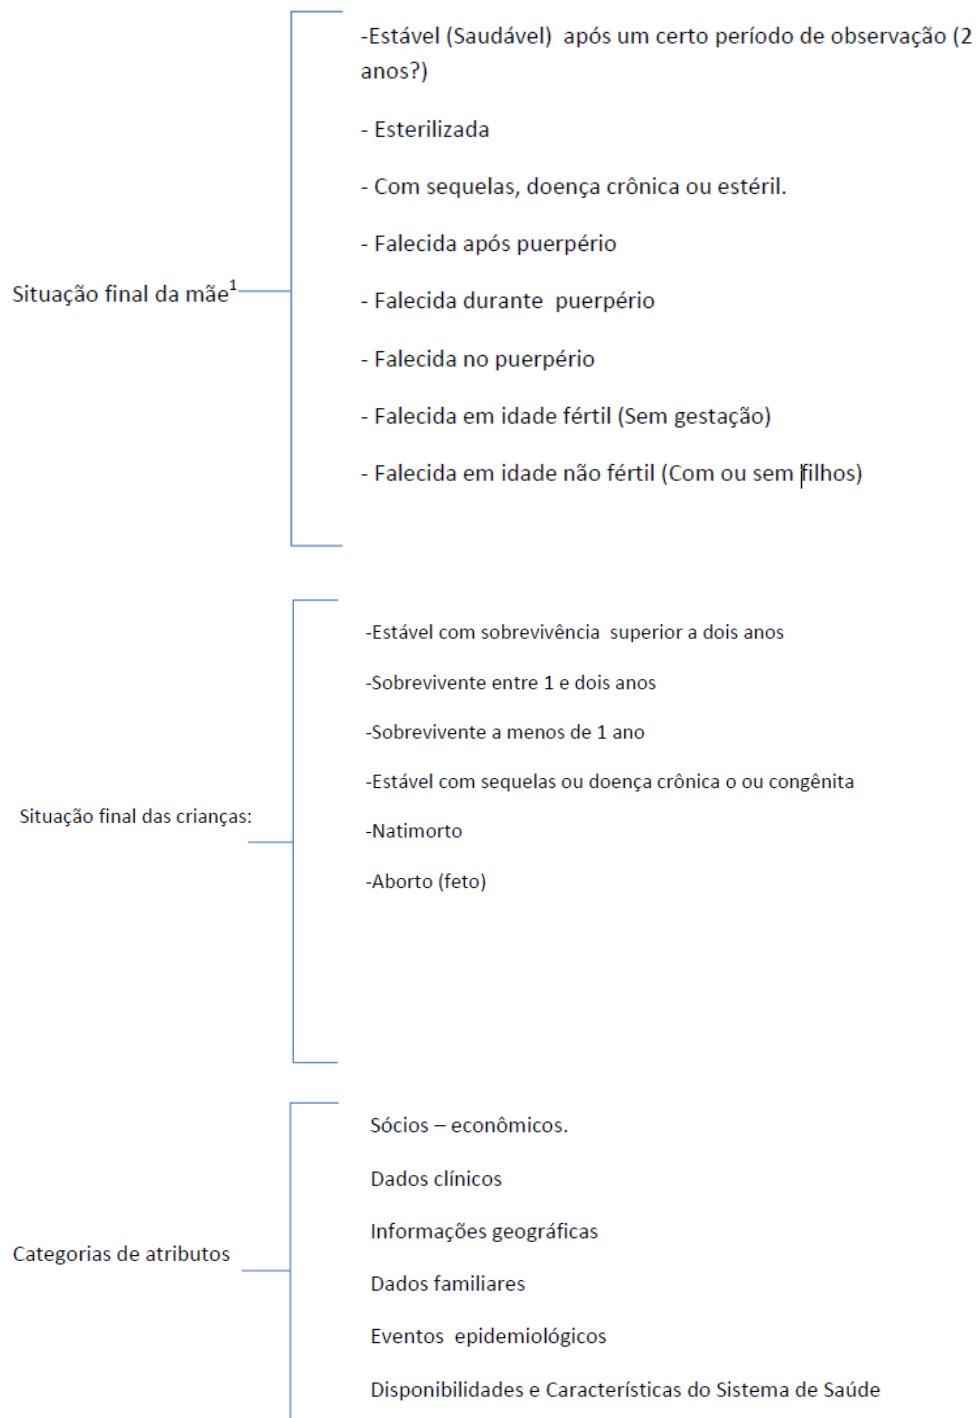 -Estável (Saudável) após um certo período de observação (2
anos?)
- Esterilizada
- Com sequelas, doença crônica ou estéril.
- Falecida após puerpério
Situação final da mãe¹
- Falecida durante puerpério
- Falecida no puerpério
- Falecida em idade fértil (Sem gestação)
- Falecida em idade não fértil (Com ou sem filhos)
-Estável com sobrevivência superior a dois anos
-Sobrevivente entre 1 e dois anos
-Sobrevivente a menos de 1 ano
-Estável com sequelas ou doença crônica o ou congênita
Situação final das crianças:
-Natimorto
-Aborto (feto)
Sócios – econômicos.
Dados clínicos
Informações geográficas
Categorias de atributos
Dados familiares
Eventos epidemiológicos
Disponibilidades e Características do Sistema de Saúde